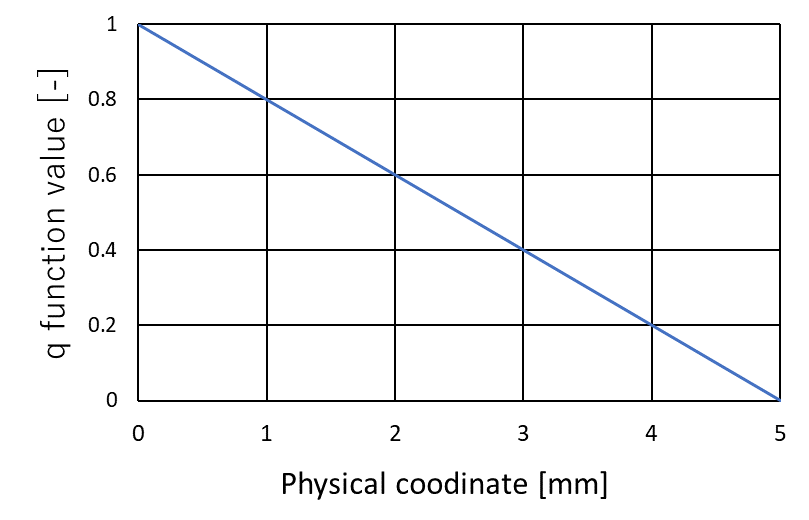 q function value [-]
1
0.8
0.6
0.4
0.2
0
0 1 2 3 4 5
Physical coodinate [mm]